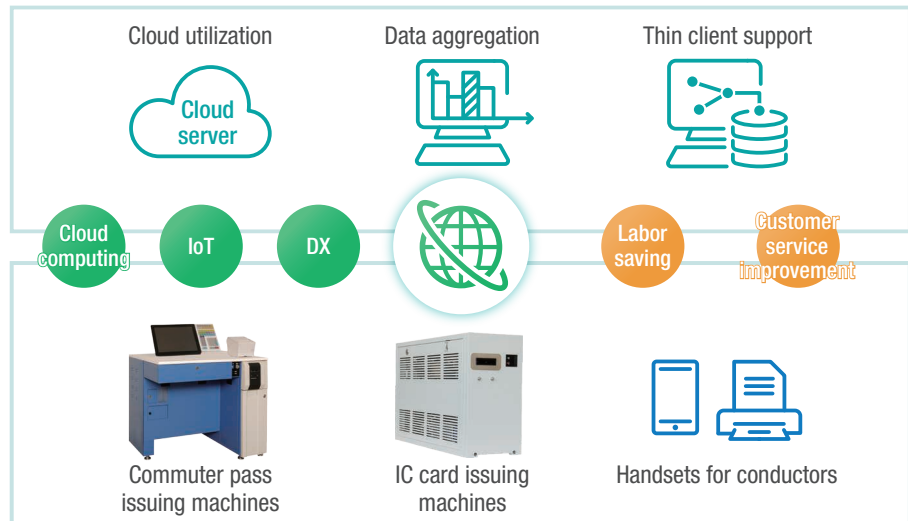 Cloud utilization
Data aggregation
Thin client support
Cloud
server
Cloud
computing
IoT
DX
Labor
saving
Customer
service
improvement
Commuter pass
issuing machines
IC card issuing
machines
Handsets for conductors